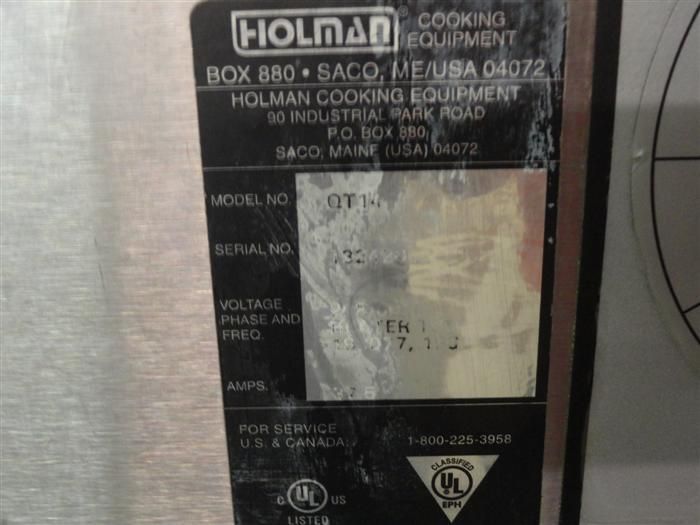 HOLMAN® COOKING EQUIPMENT
BOX 880 • SACO, ME/USA 04072
HOLMAN COOKING EQUIPMENT
90 INDUSTRIAL PARK ROAD
P.O. BOX 880
SACO, MAINE (USA) 04072
MODEL NO. QT14
SERIAL NO.
VOLTAGE
PHASE AND
FREQ.
AMPS.
FOR SERVICE
U.S. & CANADA: 1-800-225-3958
C UL US
LISTED
CLASSIFIED
UL
EPH